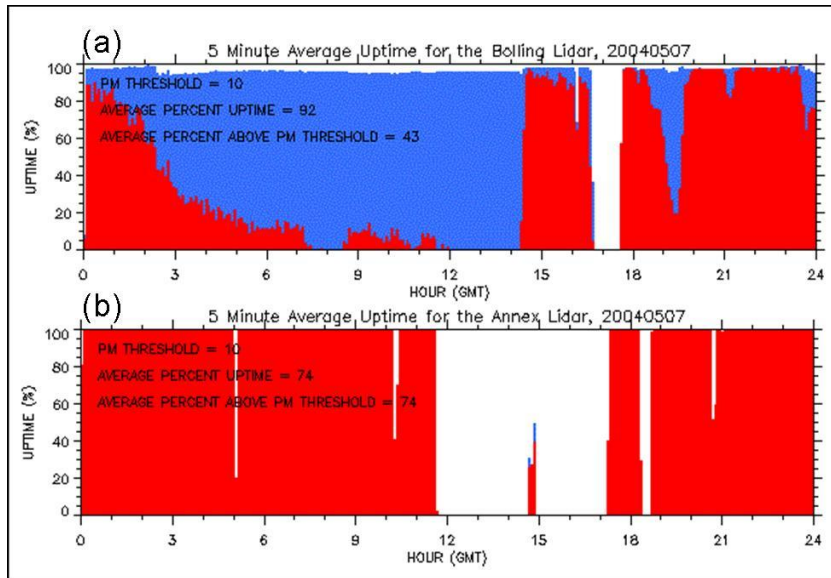 (a)
5 Minute Average Uptime for the Bolling Lidar, 20040507
100
80
60
40
20
0
UPTIME (%)
PM THRESHOLD = 10
AVERAGE PERCENT UPTIME = 92
AVERAGE PERCENT ABOVE PM THRESHOLD = 43
0 3 6 9 12 15 18 21 24
HOUR (GMT)
(b)
5 Minute Average Uptime for the Annex Lidar, 20040507
100
80
60
40
20
0
UPTIME (%)
PM THRESHOLD = 10
AVERAGE PERCENT UPTIME = 74
AVERAGE PERCENT ABOVE PM THRESHOLD = 74
0 3 6 9 12 15 18 21 24
HOUR (GMT)